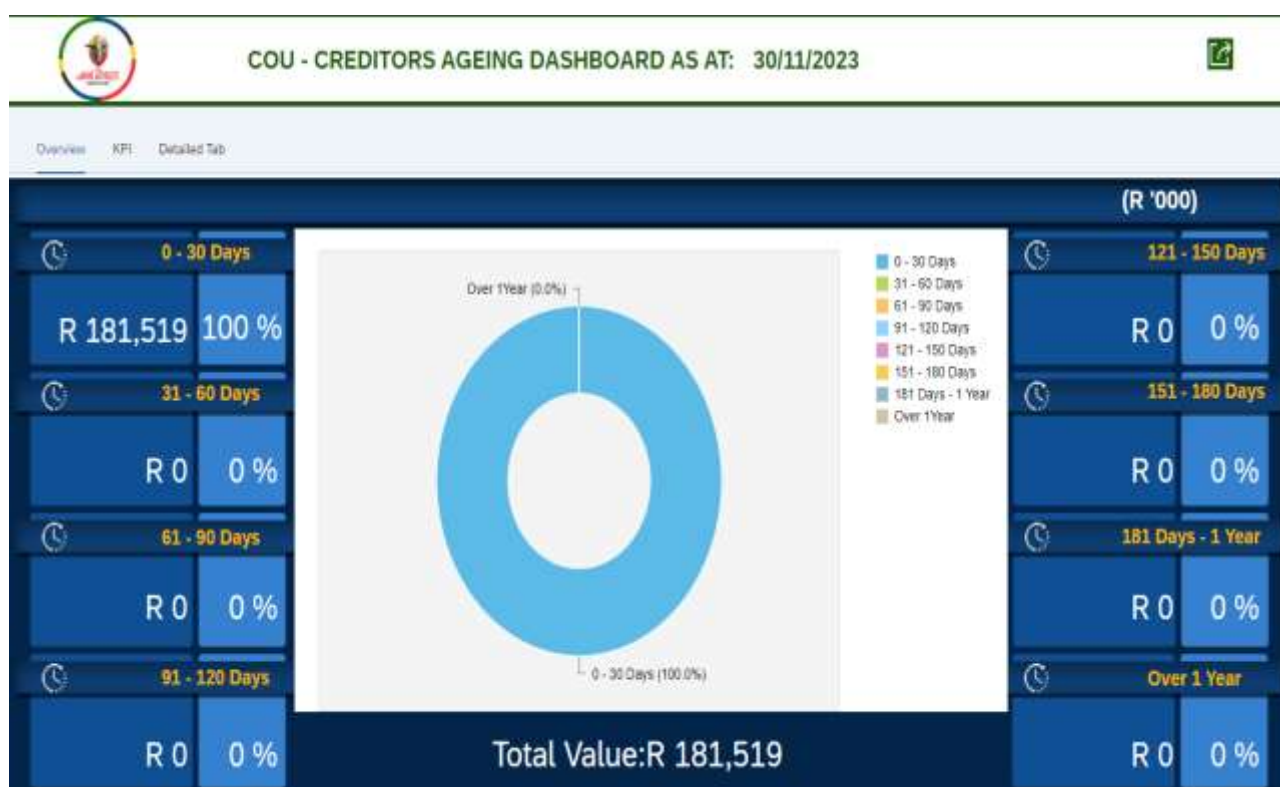 COU - CREDITORS AGEING DASHBOARD AS AT: 30/11/2023
Overview KPI Detailed Tab
(R '000)
0 - 30 Days
R 181,519 100 %
31 - 60 Days
R 0 0 %
61 - 90 Days
R 0 0 %
91 - 120 Days
R 0 0 %
Over 1Year (0.0%)
0 - 30 Days (100.0%)
0 - 30 Days
31 - 60 Days
61 - 90 Days
91 - 120 Days
121 - 150 Days
151 - 180 Days
181 Days - 1 Year
Over 1Year
Total Value:R 181,519
121 - 150 Days
R 0 0 %
151 - 180 Days
R 0 0 %
181 Days - 1 Year
R 0 0 %
Over 1 Year
R 0 0 %